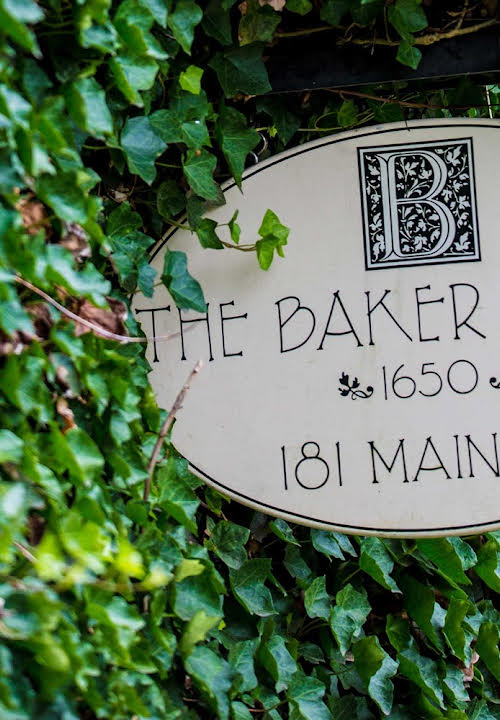 B
THE BAKER
1650
181 MAIN